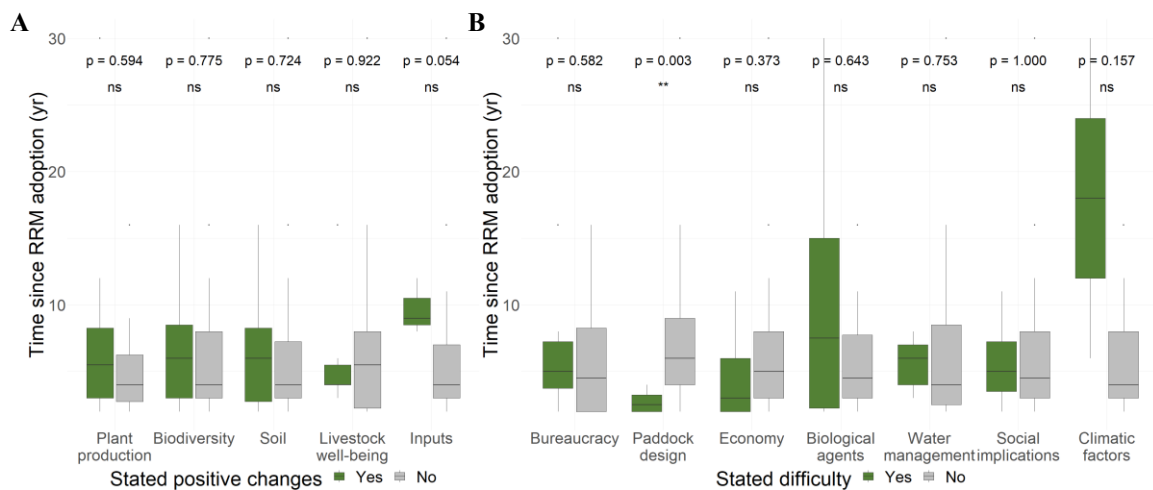 A
B
Time since RRM adoption (yr)
30
20
10
p = 0.594
p = 0.775
p = 0.724
p = 0.922
p = 0.054
ns
ns
ns
ns
ns
Plant
production
Biodiversity
Soil
Livestock
well-being
Inputs
Stated positive changes
Yes
No
Time since RRM adoption (yr)
30
20
10
p = 0.582
p = 0.003
p = 0.373
p = 0.643
p = 0.753
p = 1.000
p = 0.157
ns
**
ns
ns
ns
ns
ns
Bureaucracy
Paddock
design
Economy
Biological
agents
Water
management
Social
implications
Climatic
factors
Stated difficulty
Yes
No